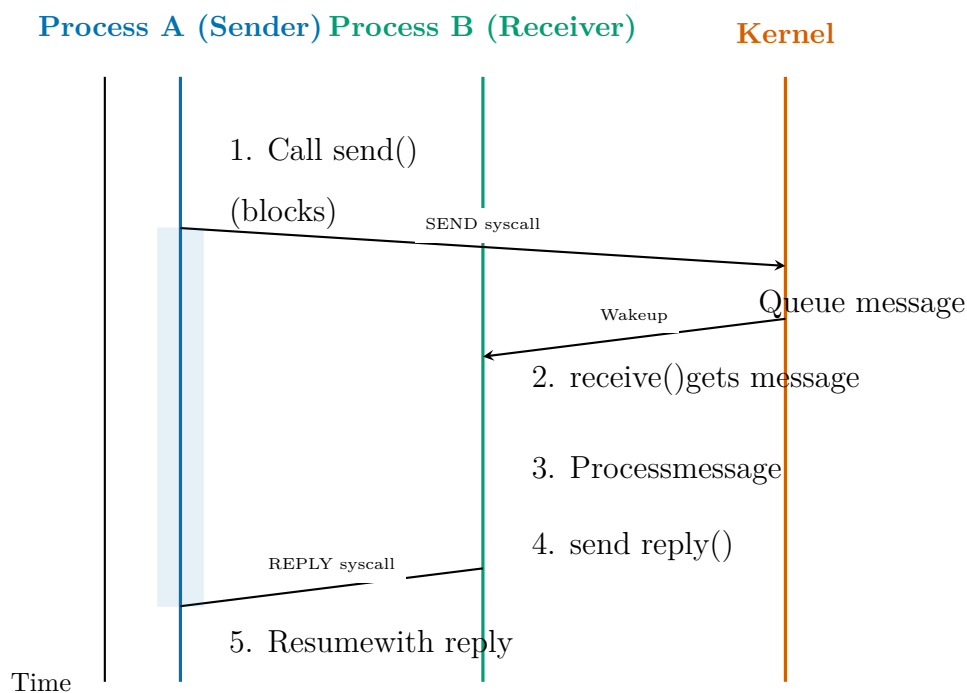 Process A (Sender)
Process B (Receiver)
Kernel
1. Call send()
(blocks)
SEND syscall
Queue message
Wakeup
2. receive()gets message
3. Processmessage
4. send reply()
REPLY syscall
5. Resumewith reply
Time